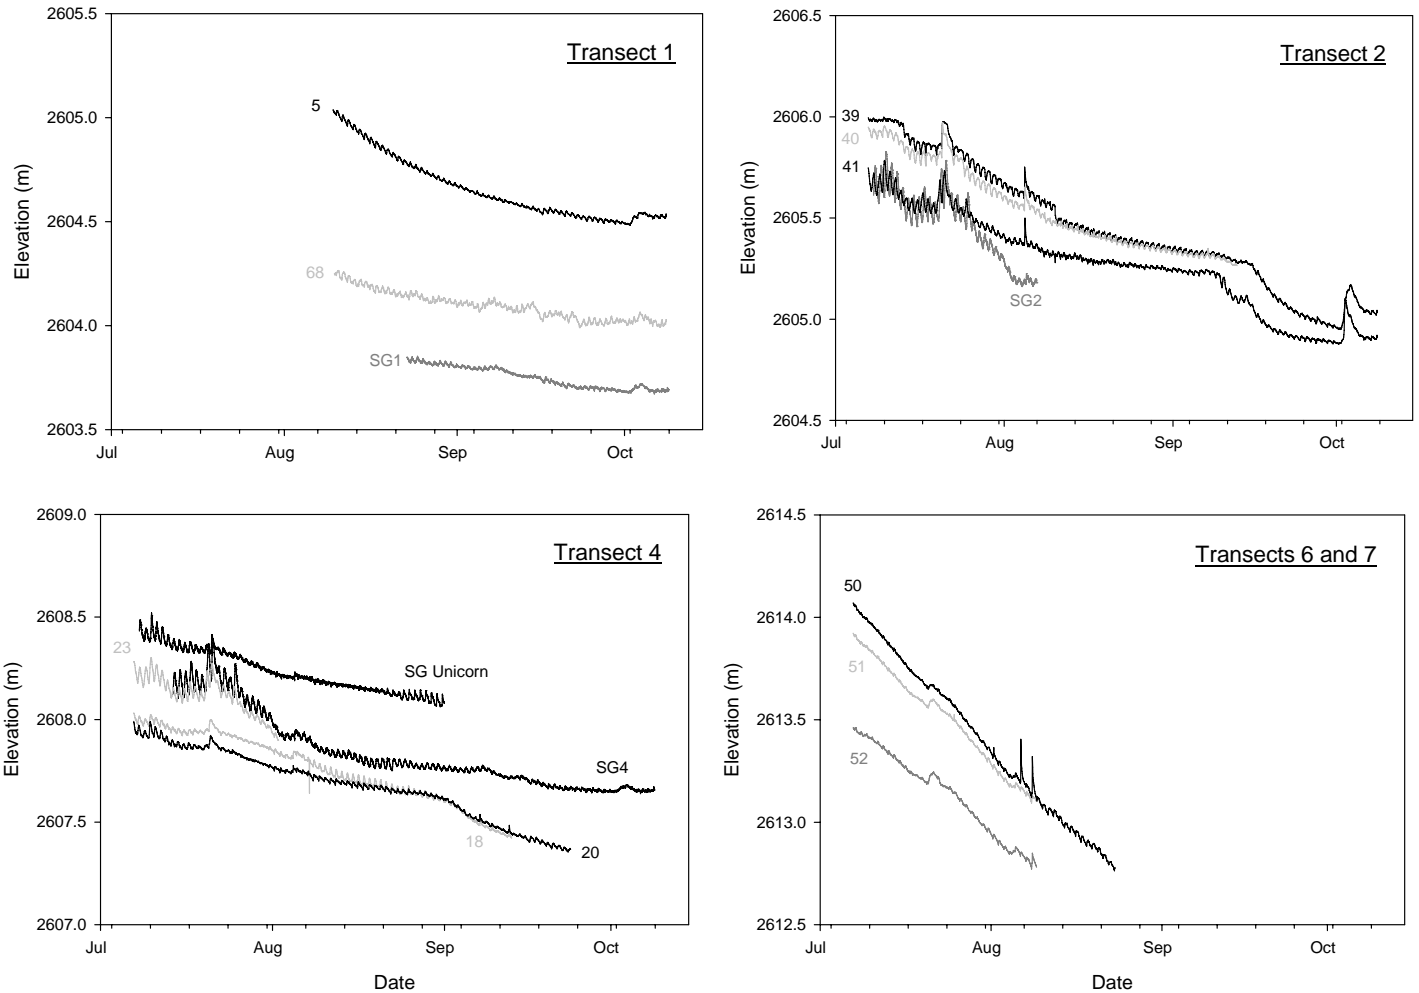 Transect 1
Elevation (m)
2605.5
2605.0
2604.5
2604.0
2603.5
5
68
SG1
Jul
Aug
Sep
Oct
Transect 2
Elevation (m)
2606.5
2606.0
2605.5
2605.0
2604.5
39
40
41
SG2
Jul
Aug
Sep
Oct
Transect 4
Elevation (m)
2609.0
2608.5
2608.0
2607.5
2607.0
23
SG Unicorn
SG4
18
20
Jul
Aug
Sep
Oct
Date
Transects 6 and 7
Elevation (m)
2614.5
2614.0
2613.5
2613.0
2612.5
50
51
52
Jul
Aug
Sep
Oct
Date